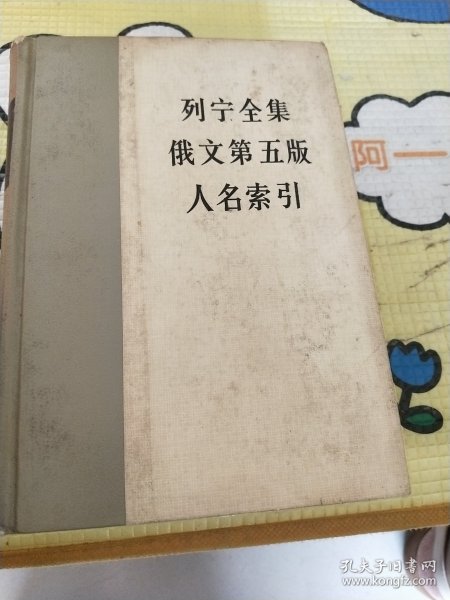 列宁全集
俄文第五版
人名索引
阿一
孔夫子旧书网
www.kongfz.com